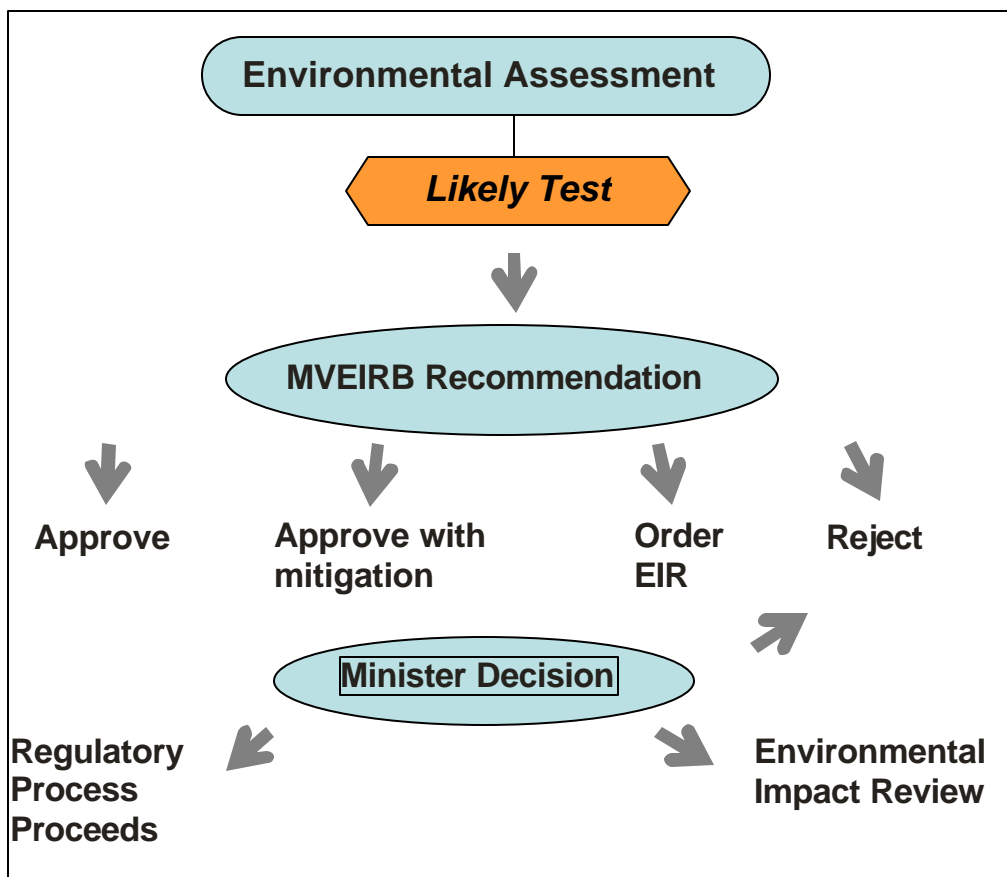 Environmental Assessment
Likely Test
MVEIRB Recommendation
Approve
Approve with
mitigation
Order
EIR
Reject
Minister Decision
Regulatory
Process
Proceeds
Environmental
Impact Review